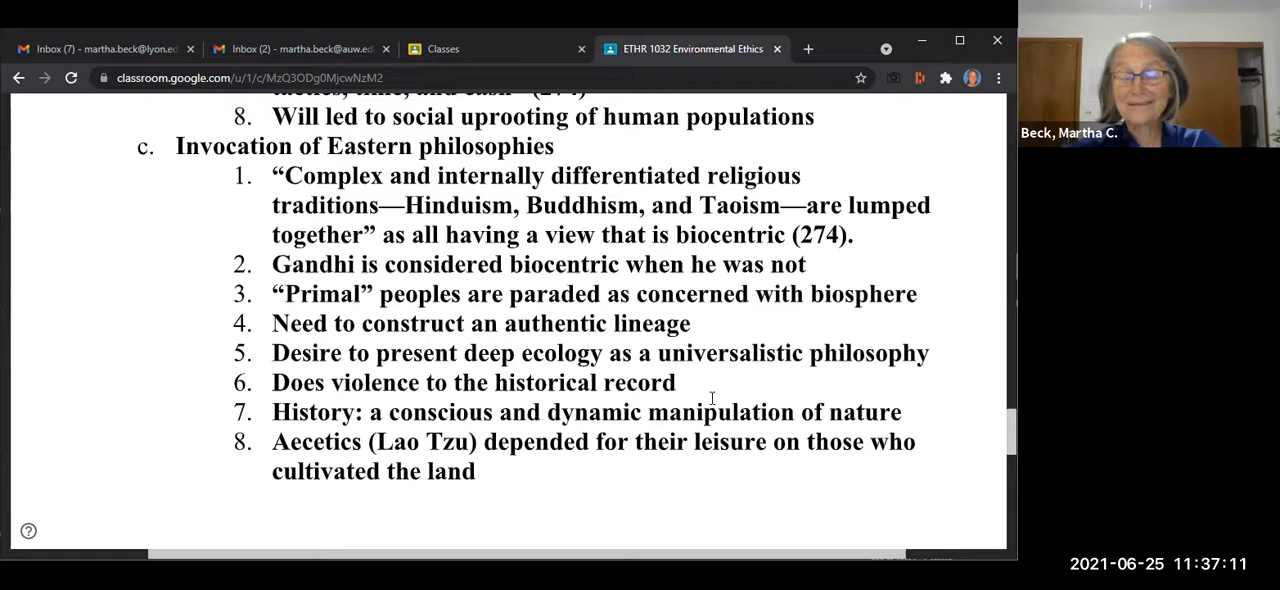 Inbox (7) - martha.beck@lyon.ed
Inbox (2) - martha.beck@auw.ed
Classes
ETHR 1032 Environmental Ethics
classroom.google.com/u/1/c/MzQ3ODg0MjcwNzM2
8. Will led to social uprooting of human populations
c. Invocation of Eastern philosophies
1. “Complex and internally differentiated religious
traditions—Hinduism, Buddhism, and Taoism—are lumped
together” as all having a view that is biocentric (274).
2. Gandhi is considered biocentric when he was not
3. “Primal” peoples are paraded as concerned with biosphere
4. Need to construct an authentic lineage
5. Desire to present deep ecology as a universalistic philosophy
6. Does violence to the historical record
7. History: a conscious and dynamic manipulation of nature
8. Aecetics (Lao Tzu) depended for their leisure on those who
cultivated the land
Beck, Martha C.
2021-06-25 11:37:11